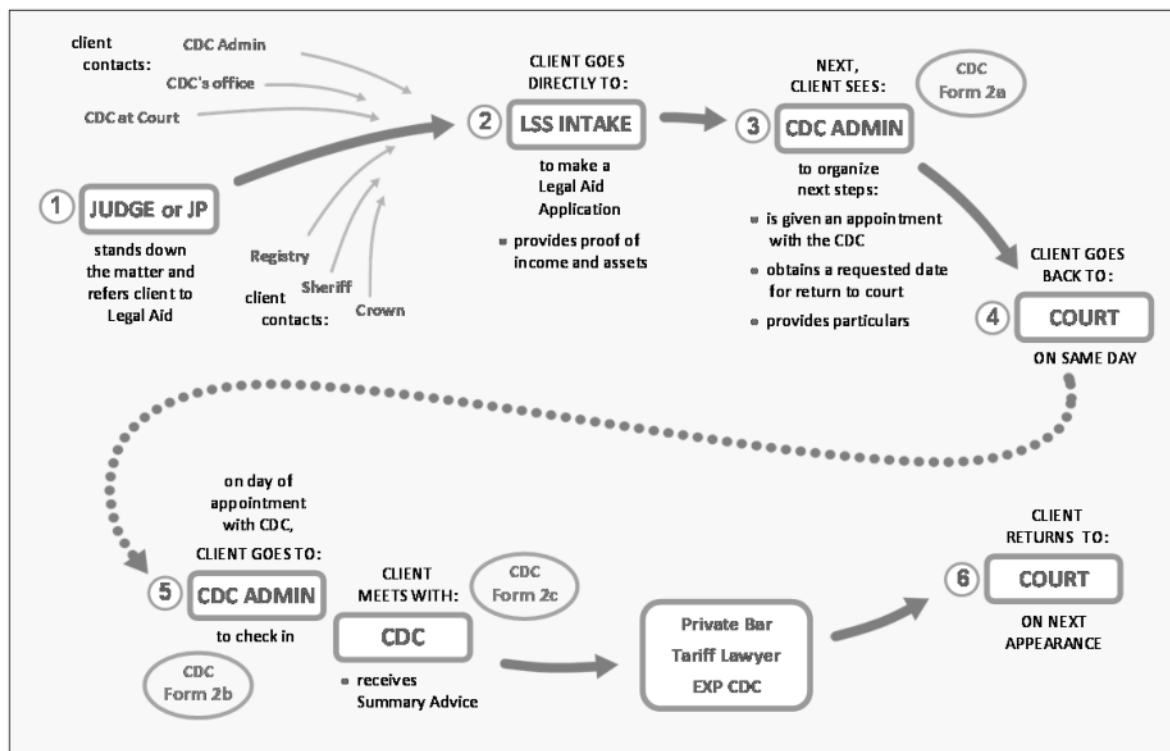 client
contacts:
CDC Admin
CDC's office
CDC at Court
1
JUDGE or JP
stands down
the matter and
refers client to
Legal Aid
Registry
Sheriff
Crown
client
contacts:
CLIENT GOES
DIRECTLY TO:
2
LSS INTAKE
to make a
Legal Aid
Application
▪ provides proof of
income and assets
NEXT,
CLIENT SEES:
CDC
Form 2a
3
CDC ADMIN
to organize
next steps:
▪ is given an appointment
with the CDC
▪ obtains a requested date
for return to court
▪ provides particulars
CLIENT GOES
BACK TO:
4
COURT
ON SAME DAY
on day of
appointment
with CDC,
CLIENT GOES TO:
5
CDC ADMIN
to check in
CDC
Form 2b
CLIENT
MEETS WITH:
CDC
Form 2c
CDC
▪ receives
Summary Advice
Private Bar
Tariff Lawyer
EXP CDC
CLIENT
RETURNS TO:
6
COURT
ON NEXT
APPEARANCE